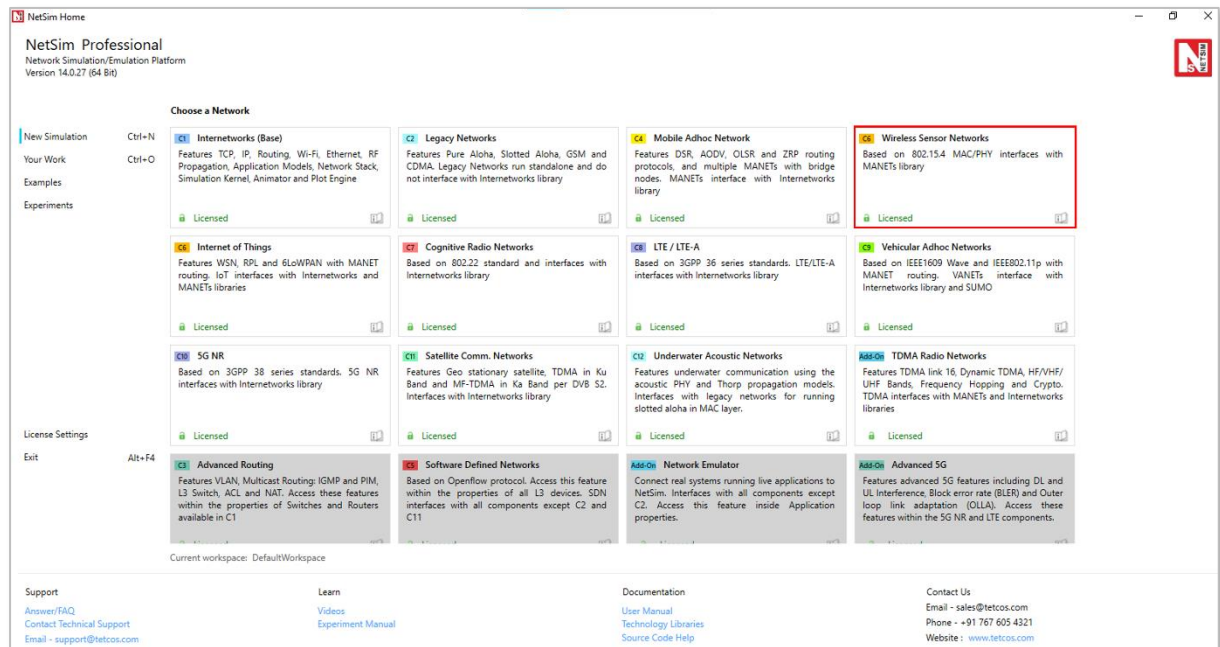 NetSim Home
NetSim Professional
Network Simulation/Emulation Platform
Version 14.0.27 (64 Bit)
NETSIM
Choose a Network
New Simulation Ctrl+N
Your Work Ctrl+O
Examples
Experiments
License Settings
Exit Alt+F4
C1 Internetworks (Base)
Features TCP, IP, Routing, Wi-Fi, Ethernet, RF
Propagation, Application Models, Network Stack,
Simulation Kernel, Animator and Plot Engine
Licensed
C2 Legacy Networks
Features Pure Aloha, Slotted Aloha, GSM and
CDMA. Legacy Networks run standalone and do
not interface with Internetworks library
Licensed
C4 Mobile Adhoc Network
Features DSR, AODV, OLSR and ZRP routing
protocols, and multiple MANETs with bridge
nodes. MANETs interface with Internetworks
library
Licensed
C6 Wireless Sensor Networks
Based on 802.15.4 MAC/PHY interfaces with
MANETs library
Licensed
C6 Internet of Things
Features WSN, RPL and 6LoWPAN with MANET
routing. IoT interfaces with Internetworks and
MANETs libraries
Licensed
C7 Cognitive Radio Networks
Based on 802.22 standard and interfaces with
Internetworks library
Licensed
C8 LTE / LTE-A
Based on 3GPP 36 series standards. LTE/LTE-A
interfaces with Internetworks library
Licensed
C9 Vehicular Adhoc Networks
Based on IEEE1609 Wave and IEEE802.11p with
MANET routing. VANETs interface with
Internetworks library and SUMO
Licensed
C10 5G NR
Based on 3GPP 38 series standards. 5G NR
interfaces with Internetworks library
Licensed
C11 Satellite Comm. Networks
Features Geo stationary satellite, TDMA in Ku
Band and MF-TDMA in Ka Band per DVB S2.
Interfaces with Internetworks library
Licensed
C12 Underwater Acoustic Networks
Features underwater communication using the
acoustic PHY and Thorp propagation models.
Interfaces with legacy networks for running
slotted aloha in MAC layer.
Licensed
Add-On TDMA Radio Networks
Features TDMA link 16, Dynamic TDMA, HF/VHF/
UHF Bands, Frequency Hopping and Crypto.
TDMA interfaces with MANETs and Internetworks
libraries
Licensed
C3 Advanced Routing
Features VLAN, Multicast Routing: IGMP and PIM,
L3 Switch, ACL and NAT. Access these features
within the properties of Switches and Routers
available in C1
C5 Software Defined Networks
Based on Openflow protocol. Access this feature
within the properties of all L3 devices. SDN
interfaces with all components except C2 and
C11
Add-On Network Emulator
Connect real systems running live applications to
NetSim. Interfaces with all components except
C2. Access this feature inside Application
properties.
Add-On Advanced 5G
Features advanced 5G features including DL and
UL Interference, Block error rate (BLER) and Outer
loop link adaptation (OLLA). Access these
features within the 5G NR and LTE components.
Current workspace: DefaultWorkspace
Support
Answer/FAQ
Contact Technical Support
Email - support@tetcos.com
Learn
Videos
Experiment Manual
Documentation
User Manual
Technology Libraries
Source Code Help
Contact Us
Email - sales@tetcos.com
Phone - +91 767 605 4321
Website : www.tetcos.com